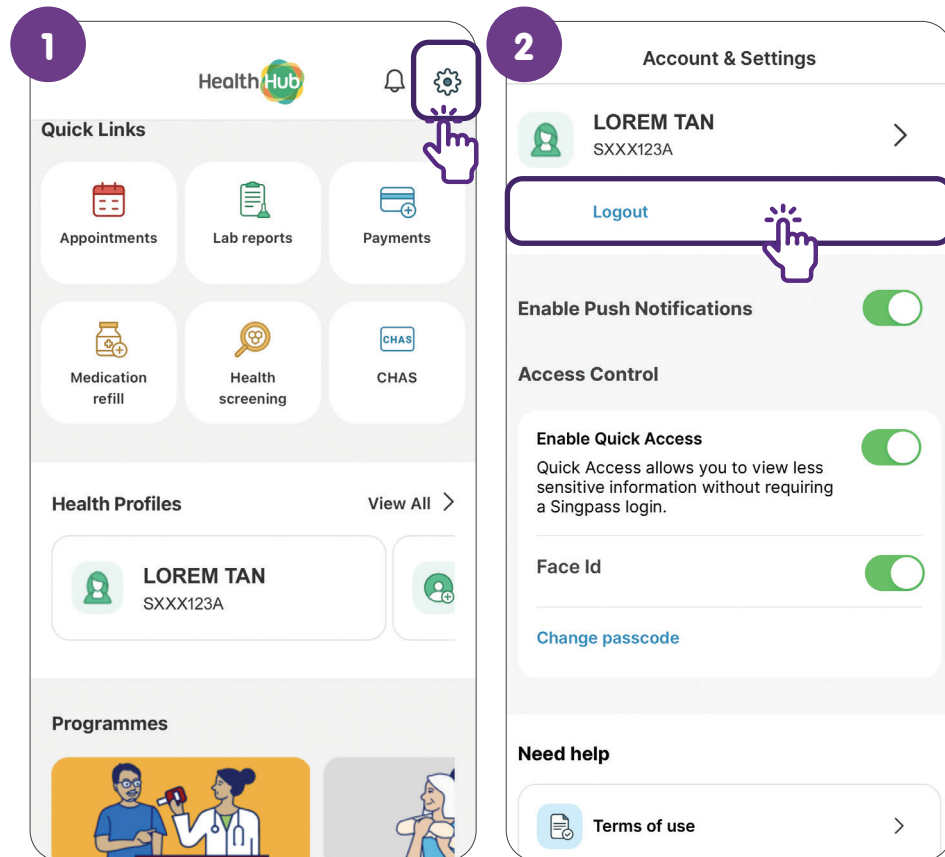 1
HealthHub
Quick Links
Appointments
Lab reports
Payments
Medication
refill
Health
screening
CHAS
CHAS
Health Profiles
View All
LOREM TAN
SXXX123A
Programmes
2
Account & Settings
LOREM TAN
SXXX123A
Logout
Enable Push Notifications
Access Control
Enable Quick Access
Quick Access allows you to view less
sensitive information without requiring
a Singpass login.
Face Id
Change passcode
Need help
Terms of use